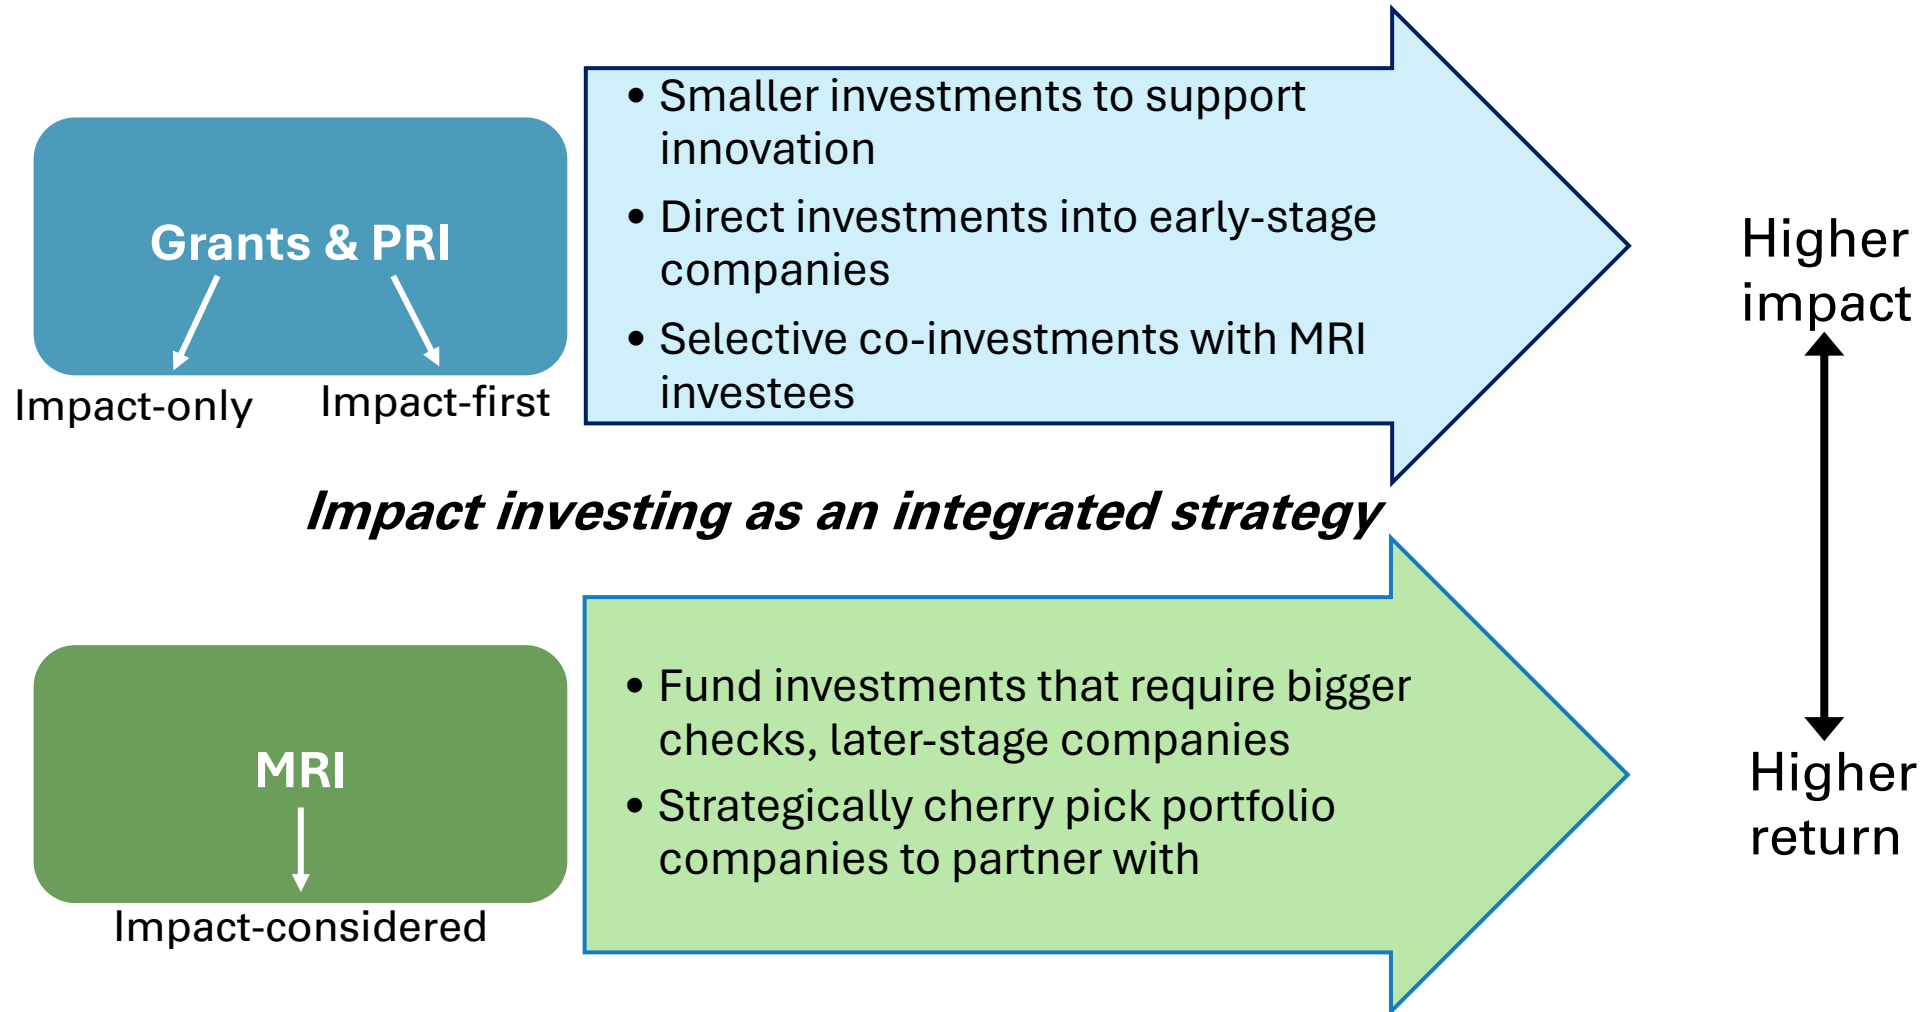 Grants & PRI
Impact-only
Impact-first
• Smaller investments to support
innovation
• Direct investments into early-stage
companies
• Selective co-investments with MRI
investees
Higher
impact
Impact investing as an integrated strategy
MRI
Impact-considered
• Fund investments that require bigger
checks, later-stage companies
• Strategically cherry pick portfolio
companies to partner with
Higher
return